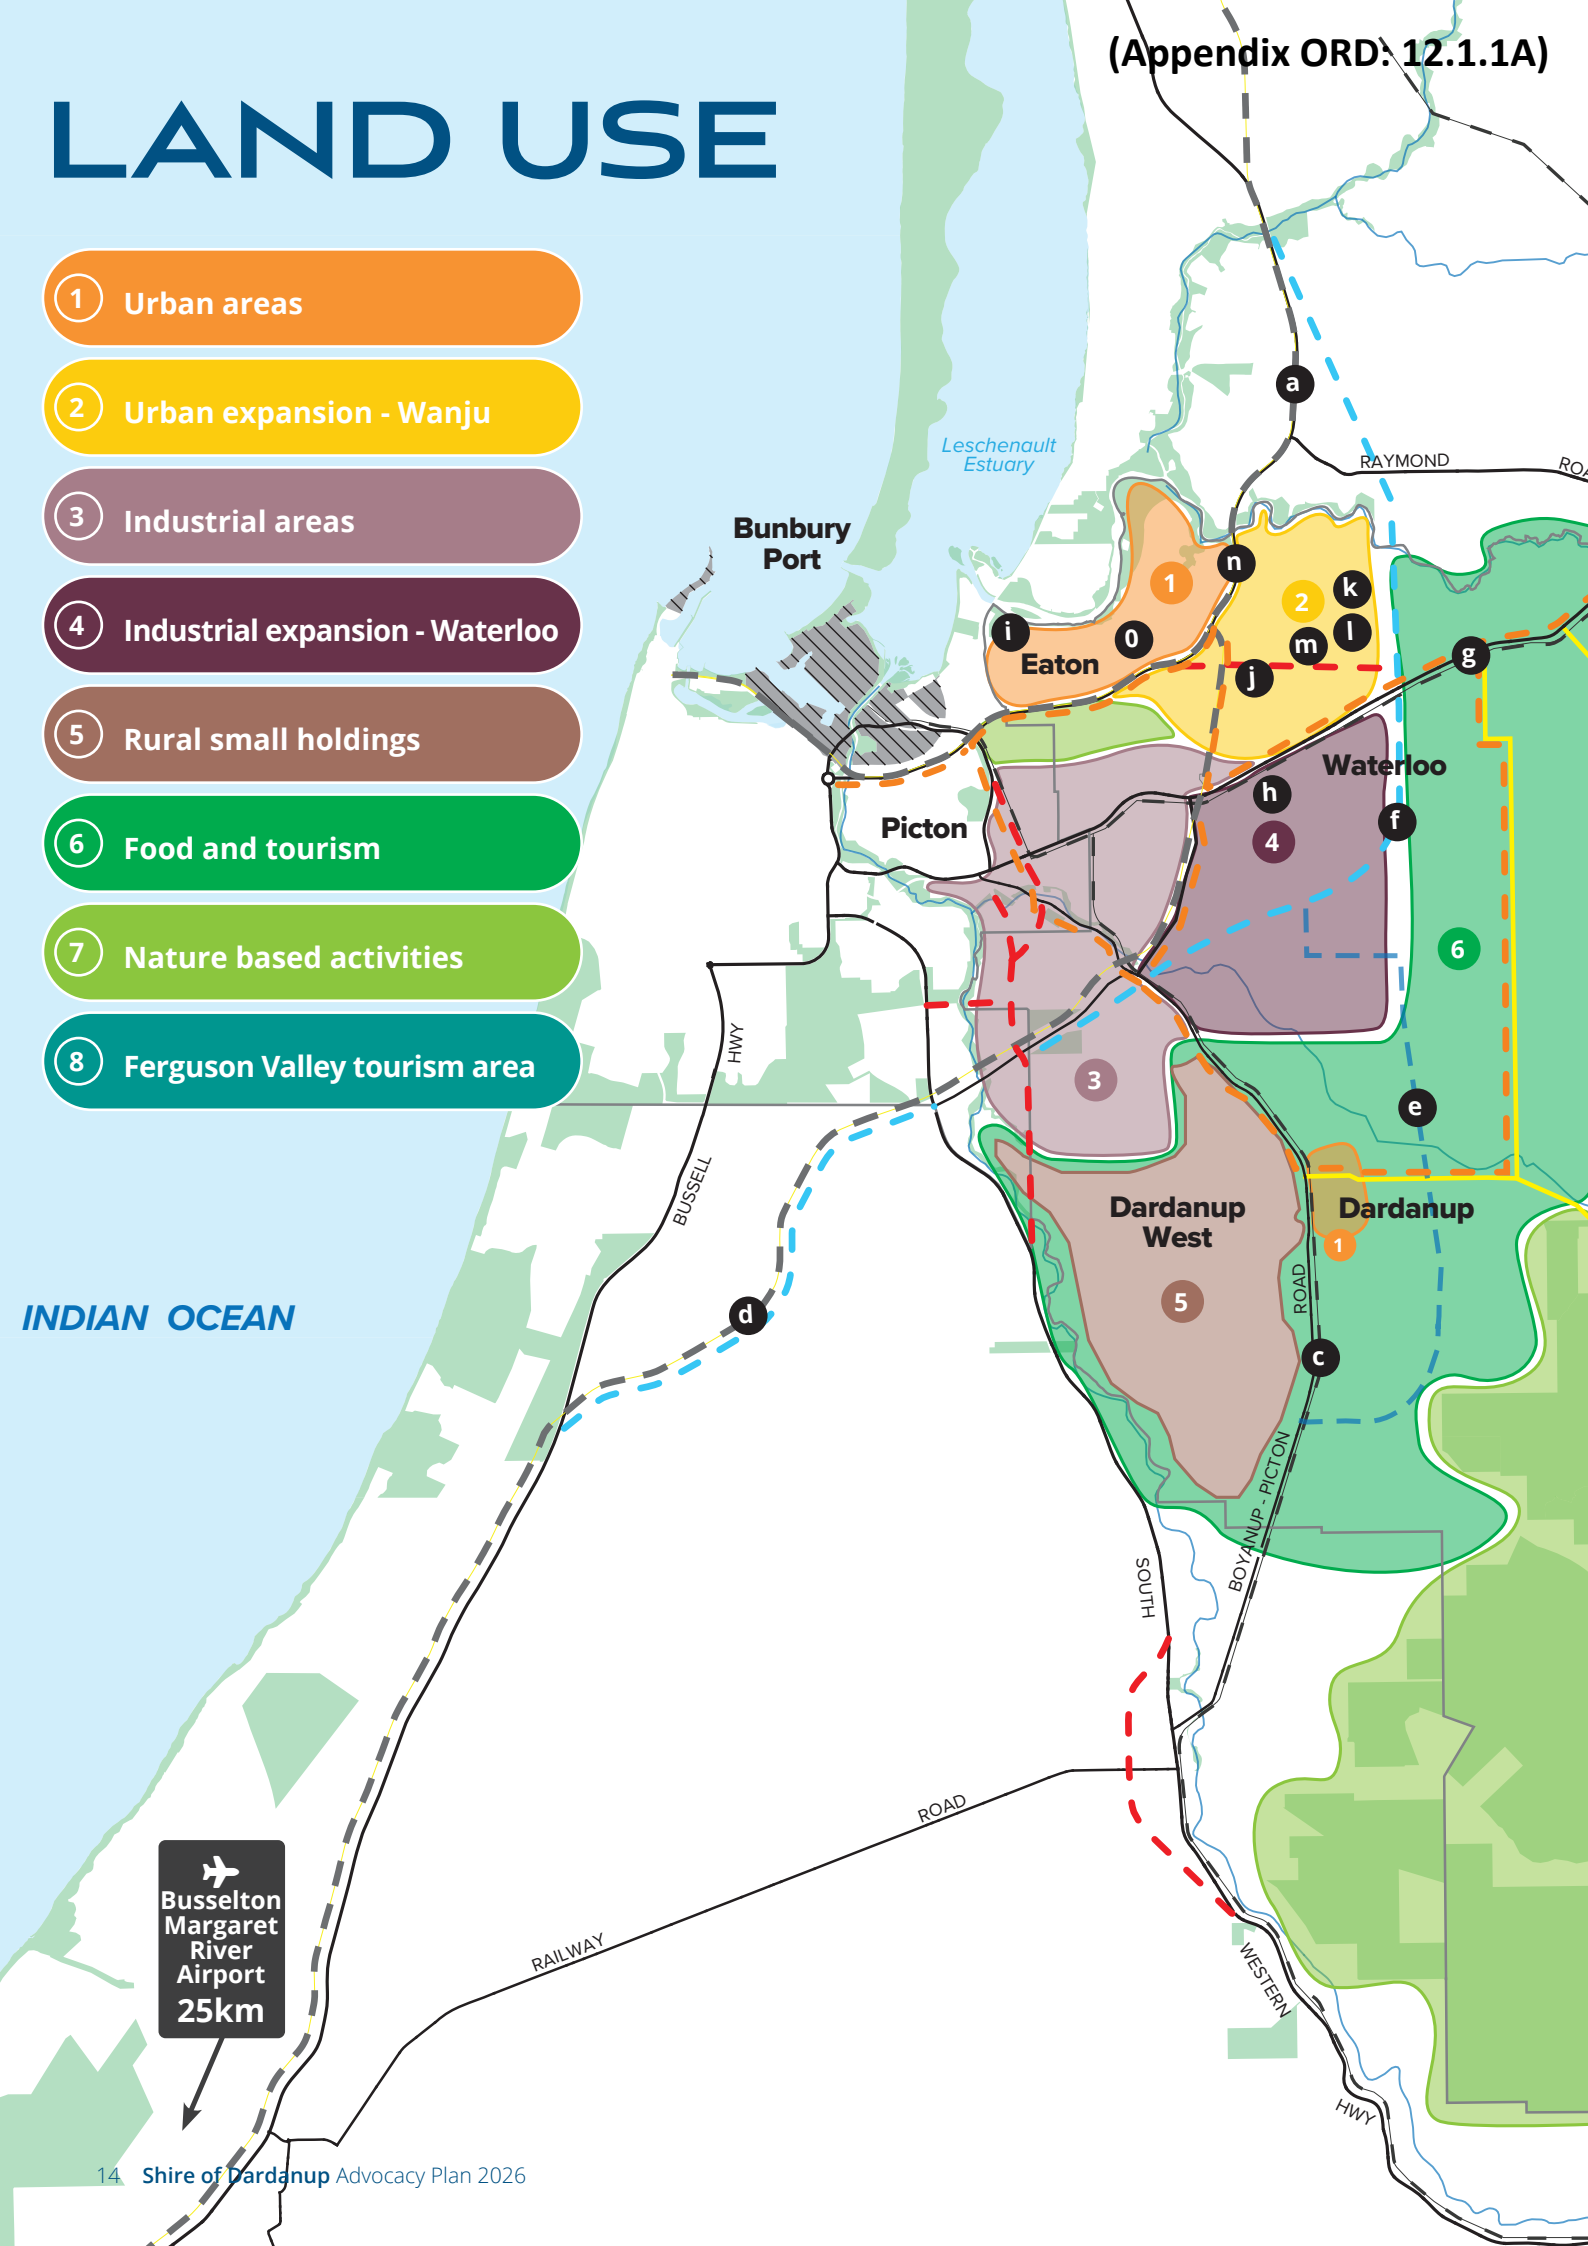 (Appendix ORD: 12.1.1A)
LAND USE
1 Urban areas
2 Urban expansion - Wanju
3 Industrial areas
4 Industrial expansion - Waterloo
5 Rural small holdings
6 Food and tourism
7 Nature based activities
8 Ferguson Valley tourism area
a
Leschenault
Estuary
RAYMOND
ROA
Bunbury
Port
n
1
2
k
i
0
m
l
Eaton
j
g
Waterloo
h
f
Picton
4
6
HWY
3
e
BUSSELL
Dardanup
West
Dardanup
1
ROAD
5
INDIAN OCEAN
d
c
BOYANUP - PICTON
SOUTH
ROAD
RAILWAY
Busselton
Margaret
River
Airport
25km
WESTERN
HWY
14 Shire of Dardanup Advocacy Plan 2026